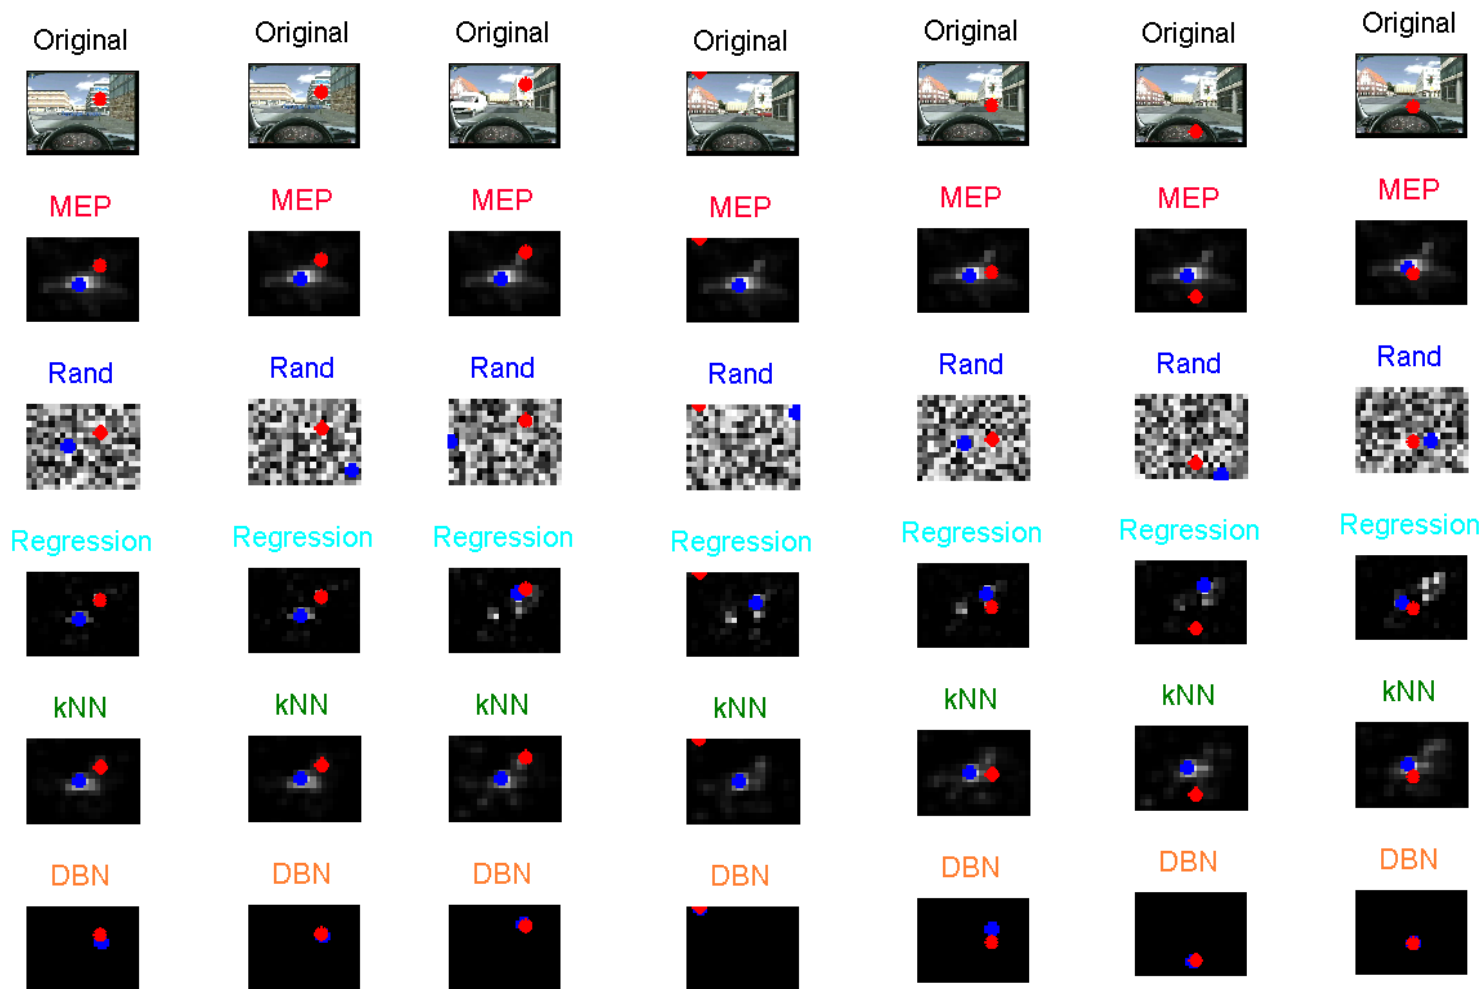 Original Original Original Original Original Original Original
MEP MEP MEP MEP MEP MEP MEP
Rand Rand Rand Rand Rand Rand Rand
Regression Regression Regression Regression Regression Regression Regression
kNN kNN kNN kNN kNN kNN kNN
DBN DBN DBN DBN DBN DBN DBN